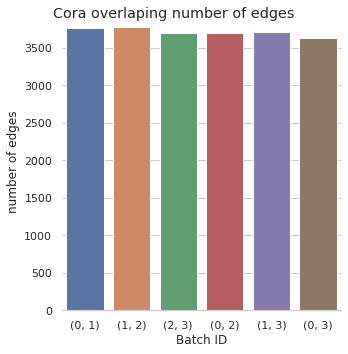 Cora overlaping number of edges
number of edges
3500
3000
2500
2000
1500
1000
500
0
(0, 1) (1, 2) (2, 3) (0, 2) (1, 3) (0, 3)
Batch ID